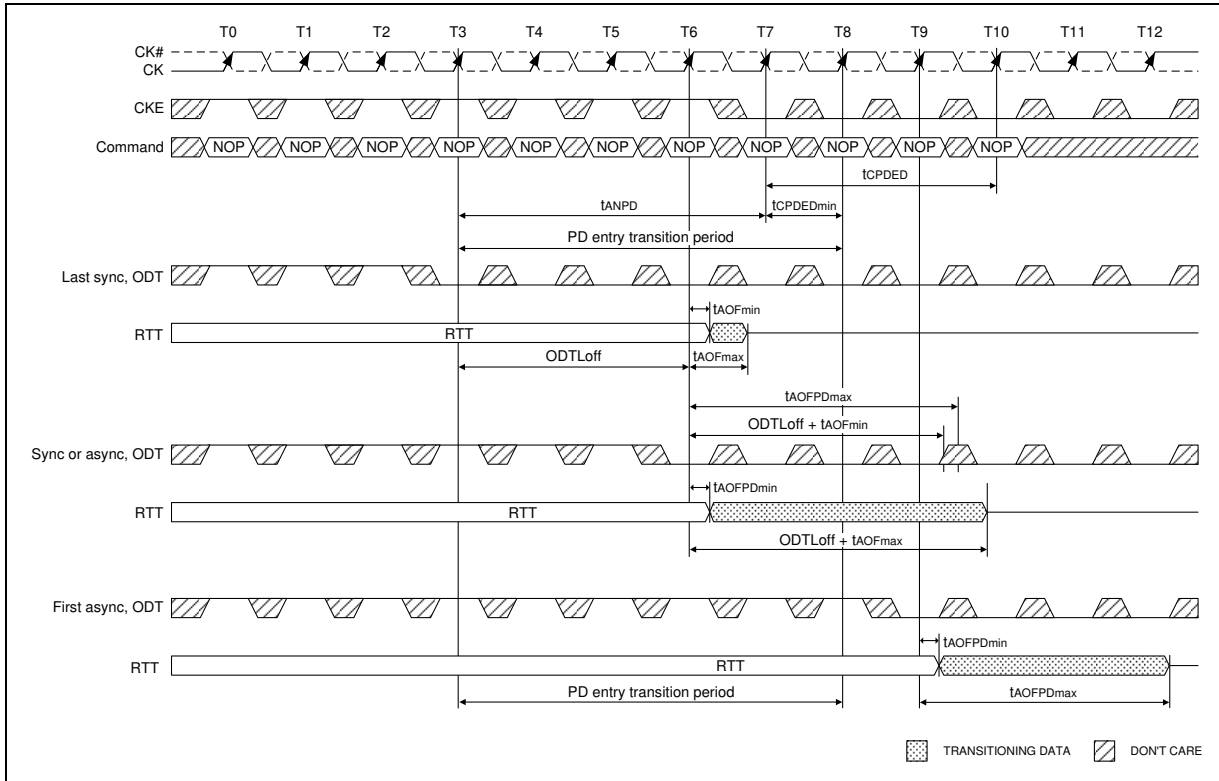 T0 T1 T2 T3 T4 T5 T6 T7 T8 T9 T10 T11 T12
CK#
CK
CKE
Command NOP NOP NOP NOP NOP NOP NOP NOP NOP NOP NOP
tCPDED
tANPD tCPDEDmin
PD entry transition period
Last sync, ODT
tAOFmin
RTT RTT
ODTLoff tAOFmax
tAOFPDmax
ODTLoff + tAOFmin
Sync or async, ODT
tAOFPDmin
RTT RTT
ODTLoff + tAOFmax
First async, ODT
tAOFPDmin
RTT RTT
PD entry transition period tAOFPDmax
TRANSITIONING DATA DON'T CARE